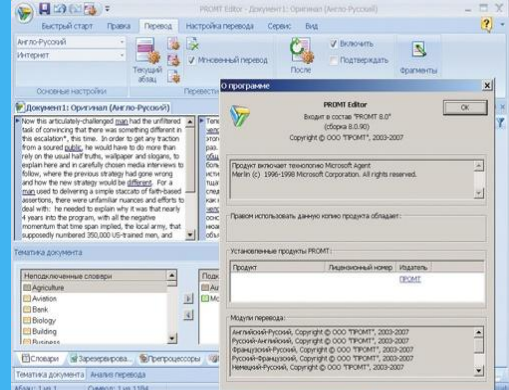 PROMT Editor - Документ1: Оригинал (Англо-Русский)
Быстрый старт Правка Перевод Настройка перевода Сервис Вид
Англо-Русский
Интернет
Текущий абзац
Мгновенный перевод
После
Включить
Подтверждать
Фрагменты
Основные настройки
Перевести
Документ1: Оригинал (Англо-Русский)
Now this articulately-challenged man had the unfettered
task of convincing that there was something different in
this escalation", this time. In order to get any traction
from a soured public, he would have to do more than
rely on the usual half truths, wallpaper and slogans, to
explain here and in carefully chosen media interviews to
follow, where the previous strategy had gone wrong
and how the new strategy would be different. For a
man used to delivering a simple staccato of faith-based
assertions, there were unfamiliar nuances and efforts to
deal with: he needed to explain why it was that nearly
4 years into the program, with all the negative
momentum that time span implied, the local army, that
supposedly numbered 350,000 US-trained men, and
Тематика документа
Неподключенные словари
Agriculture
Aviation
Bank
Biology
Building
Business
Словари
Препроцессоры
Тематика документа Анализ перевода
О программе
PROMT Editor
Входит в состав "PROMT 8.0"
(сборка 8.0.90)
Copyright © ООО "ПРОМТ", 2003-2007
OK
Продукт включает технологию Microsoft Agent
Merlin (c) 1996-1998 Microsoft Corporation. All rights reserved.
Правом использовать данную копию продукта обладает:
Установленные продукты PROMT:
Продукт Лицензионный номер Издатель
ПРОМТ
Модули перевода:
Английский-Русский, Copyright © ООО "ПРОМТ", 2003-2007
Русский-Английский, Copyright © ООО "ПРОМТ", 2003-2007
Французский-Русский, Copyright © ООО "ПРОМТ", 2003-2007
Русский-Французский, Copyright © ООО "ПРОМТ", 2003-2007
Немецкий-Русский, Copyright © ООО "ПРОМТ", 2003-2007